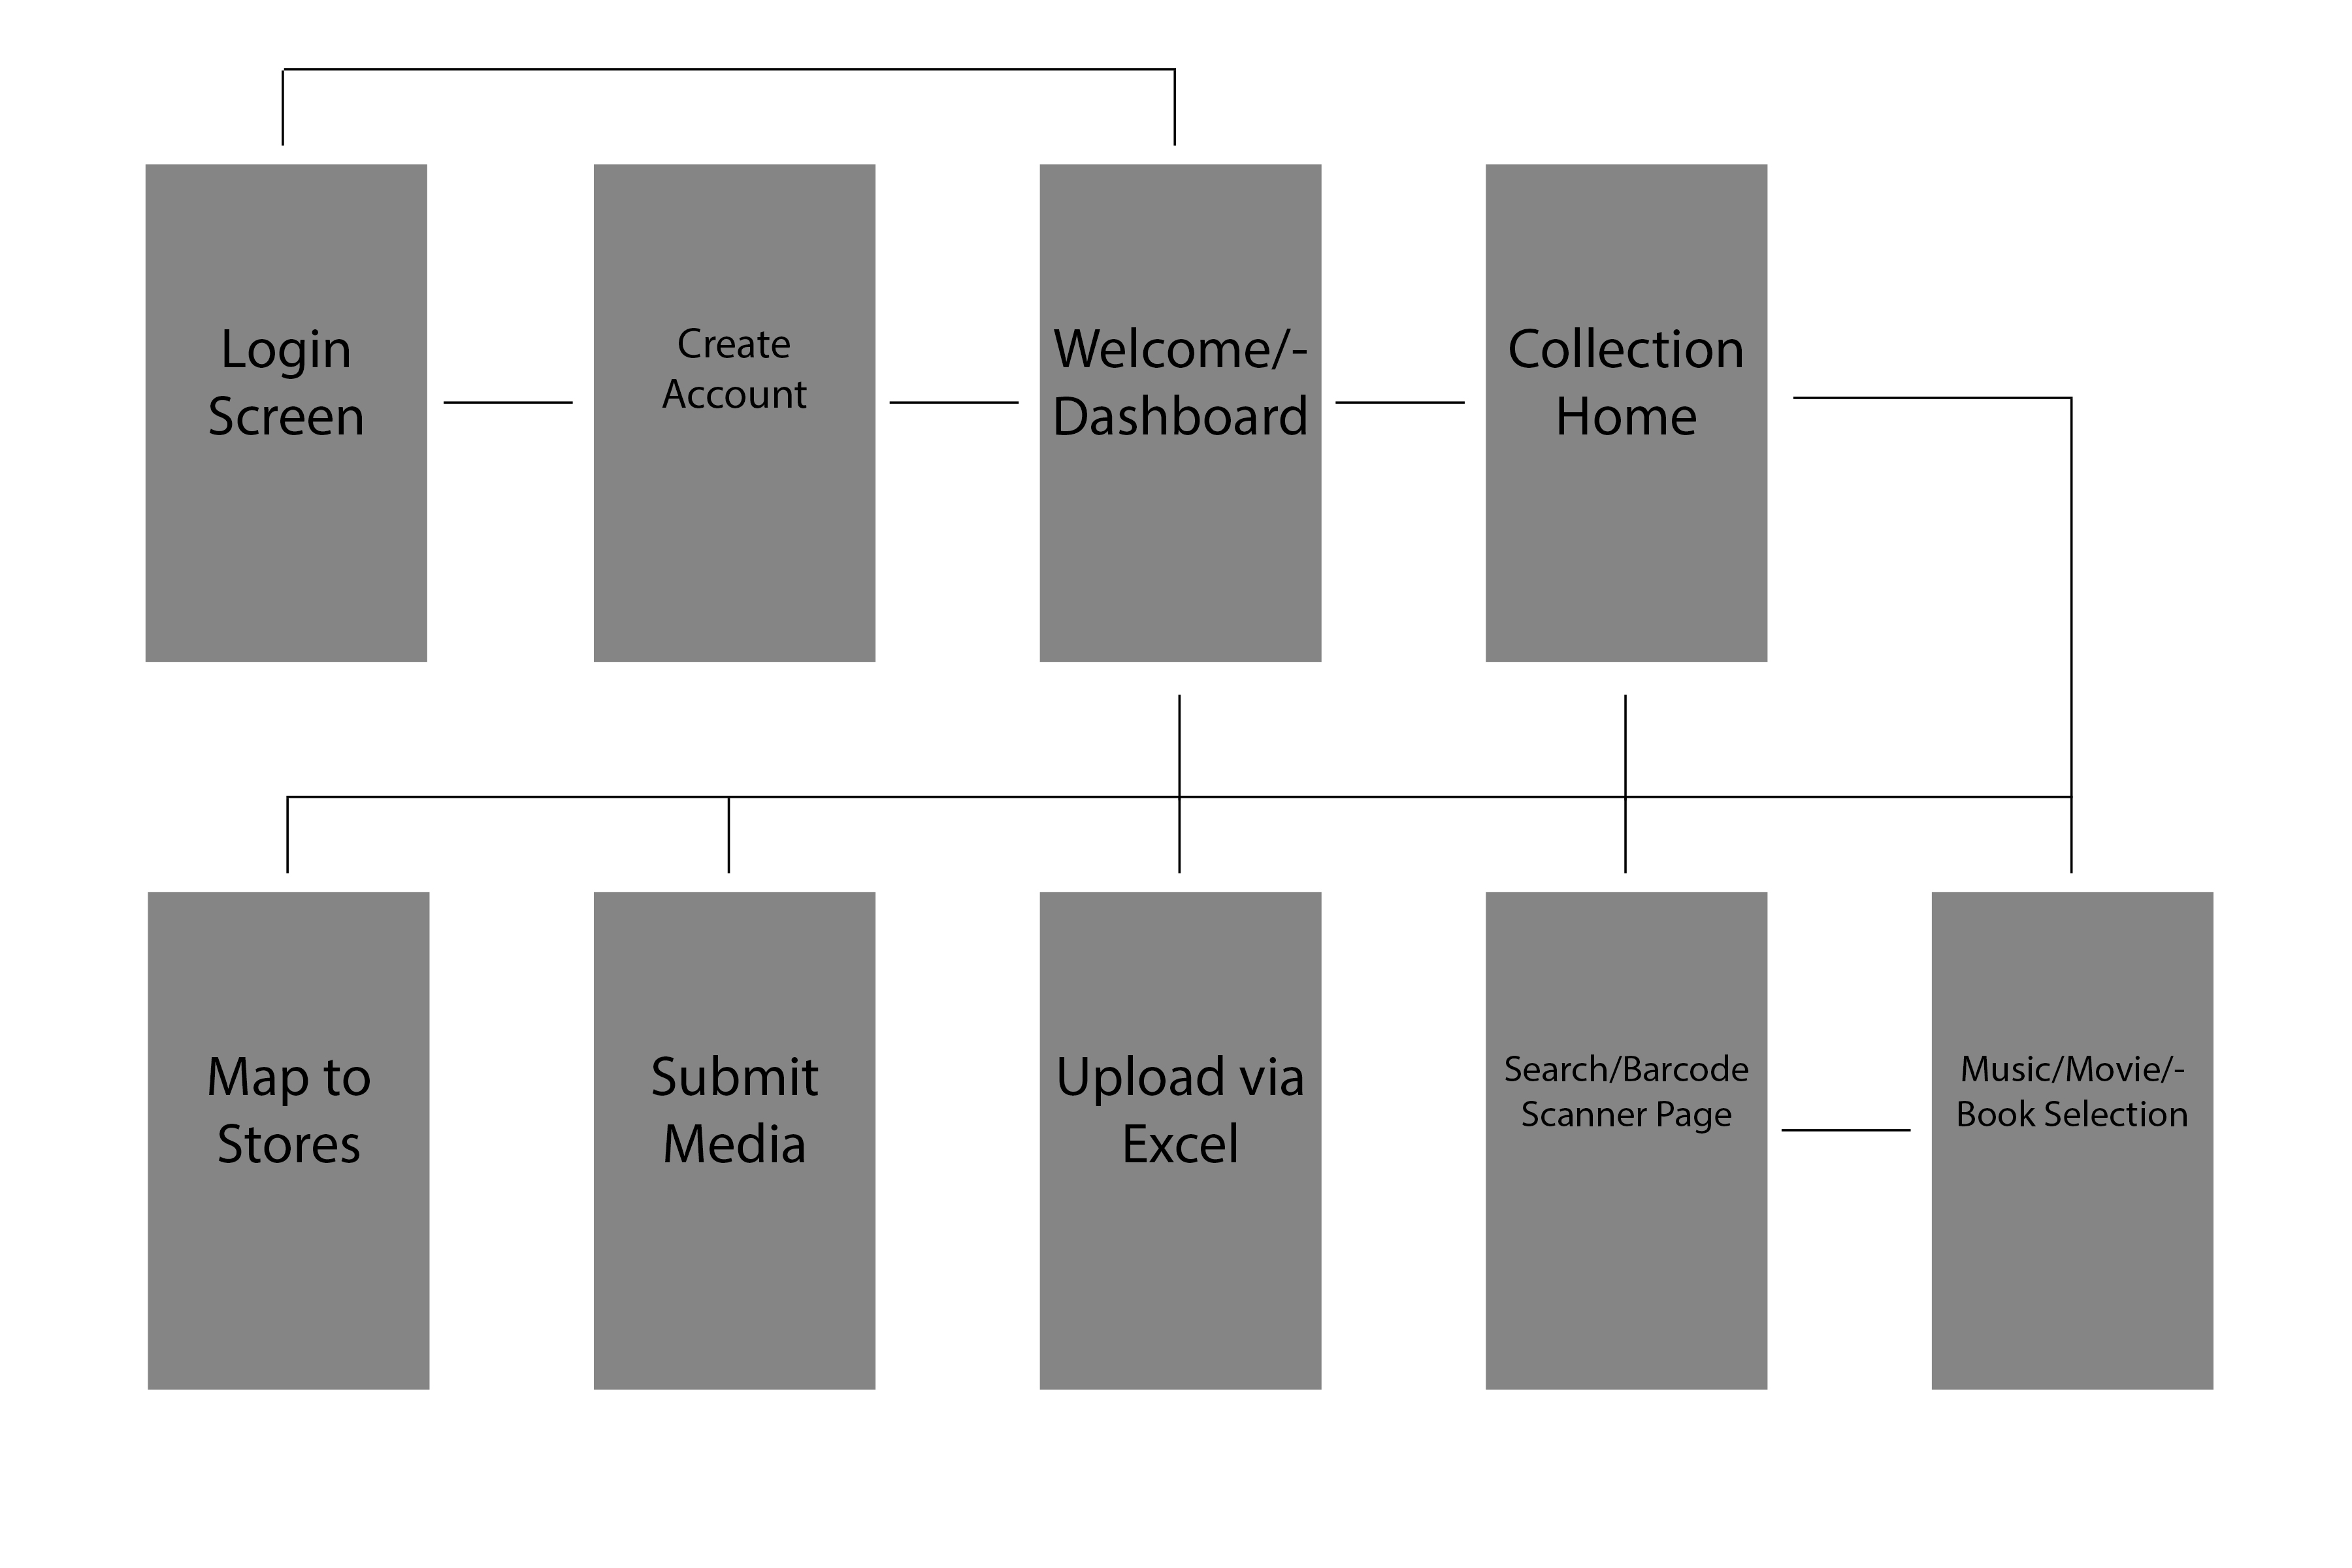 Login
Screen
Create
Account
Welcome/-
Dashboard
Collection
Home
Map to
Stores
Submit
Media
Upload via
Excel
Search/Barcode
Scanner Page
Music/Movie/-
Book Selection